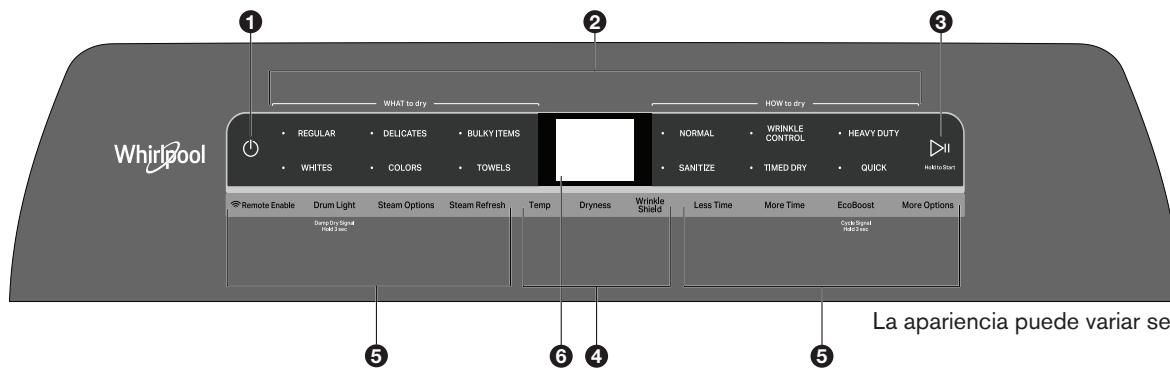 1 2 3
WHAT to dry HOW to dry
Whirlpool
• REGULAR • DELICATES • BULKY ITEMS • NORMAL • WRINKLE CONTROL • HEAVY DUTY
• WHITES • COLORS • TOWELS • SANITIZE • TIMED DRY • QUICK
Hold to Start
Remote Enable Drum Light Steam Options Steam Refresh Temp Dryness Wrinkle Shield Less Time More Time EcoBoost More Options
Damp Dry Signal
Hold 3 sec
Cycle Signal
Hold 3 sec
La apariencia puede variar se
5 6 4 5